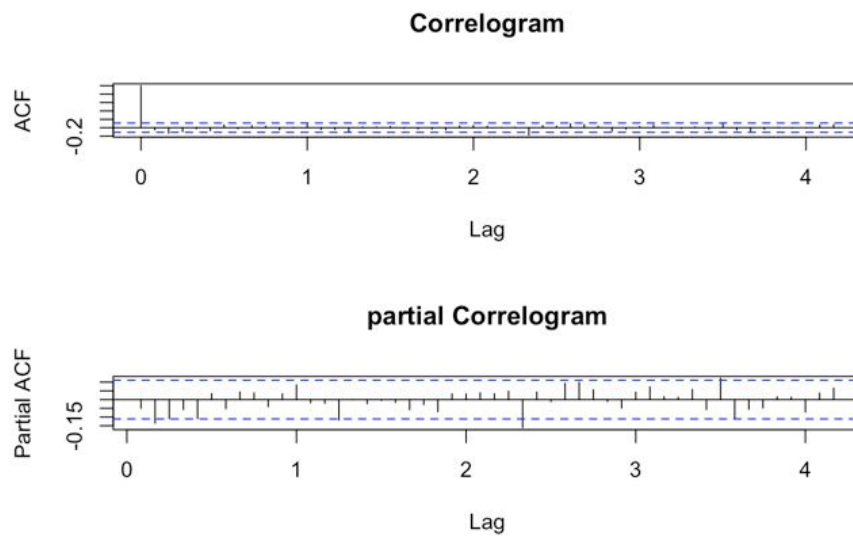 Correlogram
ACF
-0.2
0 1 2 3 4
Lag
partial Correlogram
Partial ACF
-0.15
0 1 2 3 4
Lag